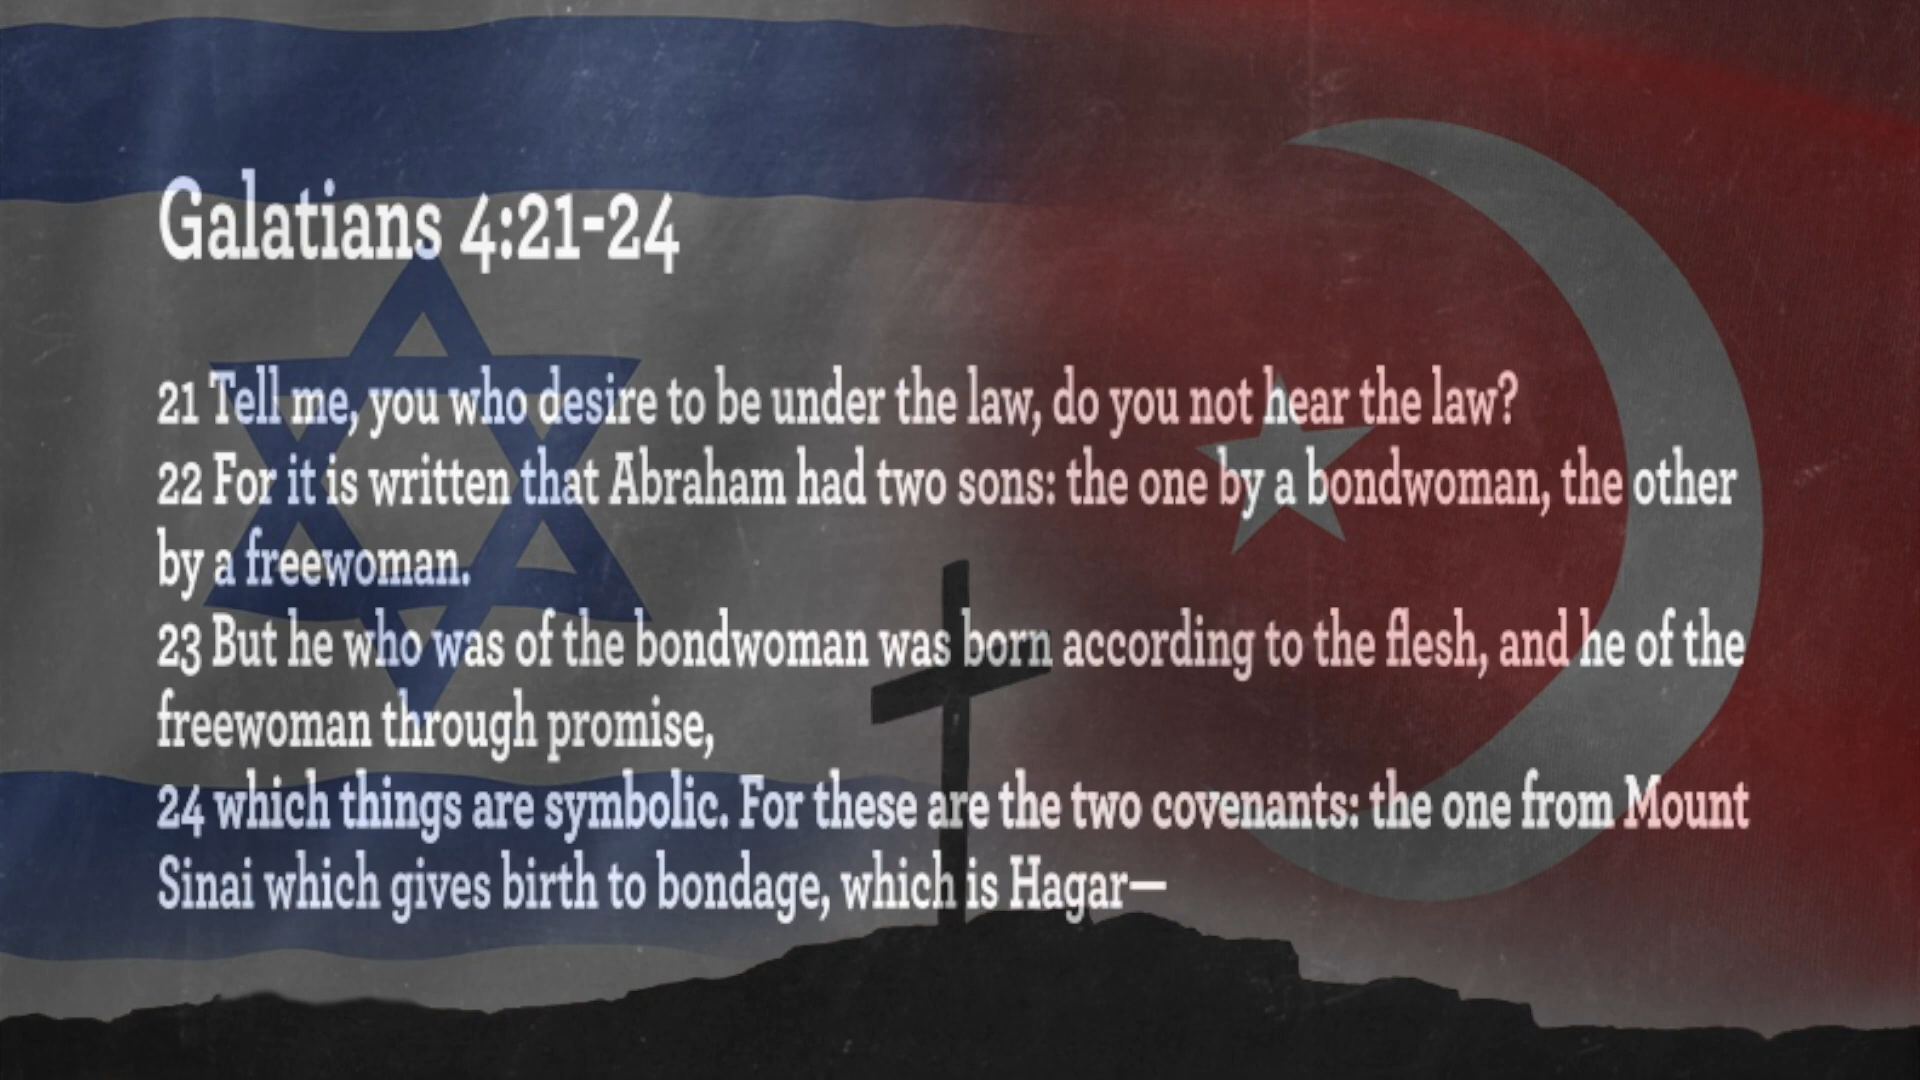 Galatians 4:21-24
21 Tell me, you who desire to be under the law, do you not hear the law?
22 For it is written that Abraham had two sons: the one by a bondwoman, the other
by a freewoman.
23 But he who was of the bondwoman was born according to the flesh, and he of the
freewoman through promise,
24 which things are symbolic. For these are the two covenants: the one from Mount
Sinai which gives birth to bondage, which is Hagar—